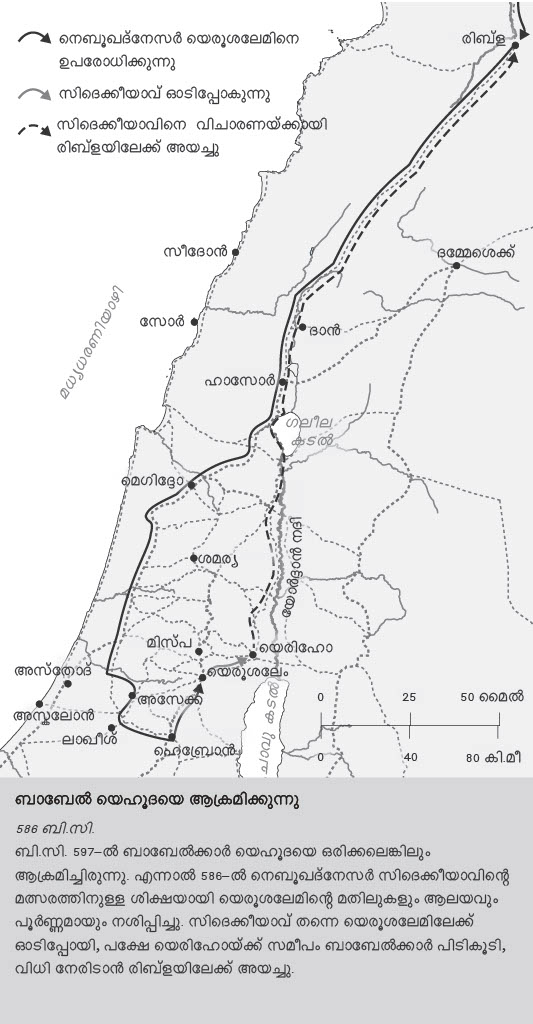 നെബൂഖദ്നേസർ യെരൂശലേമിനെ
ഉപരോധിക്കുന്നു
സിദെക്കീയാവ് ഓടിപ്പോകുന്നു
സിദെക്കീയാവിനെ വിചാരണയ്ക്കായി
രിബ്ളയിലേക്ക് അയച്ചു
രിബ്ള
സീദോൻ
ദമ്മേശെക്ക്
മധ്യധരണിയാഴി
സോർ
ദാൻ
ഹാസോർ
ഗലീല
കടൽ
മെഗിദ്ദോ
യോർദ്ദാൻ നദി
ശമര്യ
മിസ്പ
യെരിഹോ
അസ്തോദ്
യെരൂശലേം
അസേക്ക
അസ്കലോൻ
ലാഖീശ്
ഹെബ്രോൻ
ചാവു കടൽ
0 25 50 മൈൽ
0 40 80 കി.മീ
ബാബേൽ യെഹൂദയെ ആക്രമിക്കുന്നു
586 ബി.സി.
ബി.സി. 597–ൽ ബാബേൽക്കാർ യെഹൂദയെ ഒരിക്കലെങ്കിലും
ആക്രമിച്ചിരുന്നു. എന്നാൽ 586–ൽ നെബൂഖദ്നേസർ സിദെക്കീയാവിന്റെ
മത്സരത്തിനുള്ള ശിക്ഷയായി യെരൂശലേമിന്റെ മതിലുകളും ആലയവും
പൂർണ്ണമായും നശിപ്പിച്ചു. സിദെക്കീയാവ് തന്നെ യെരൂശലേമിലേക്ക്
ഓടിപ്പോയി, പക്ഷേ യെരിഹോയ്ക്ക് സമീപം ബാബേൽക്കാർ പിടികൂടി,
വിധി നേരിടാൻ രിബ്ളയിലേക്ക് അയച്ചു.